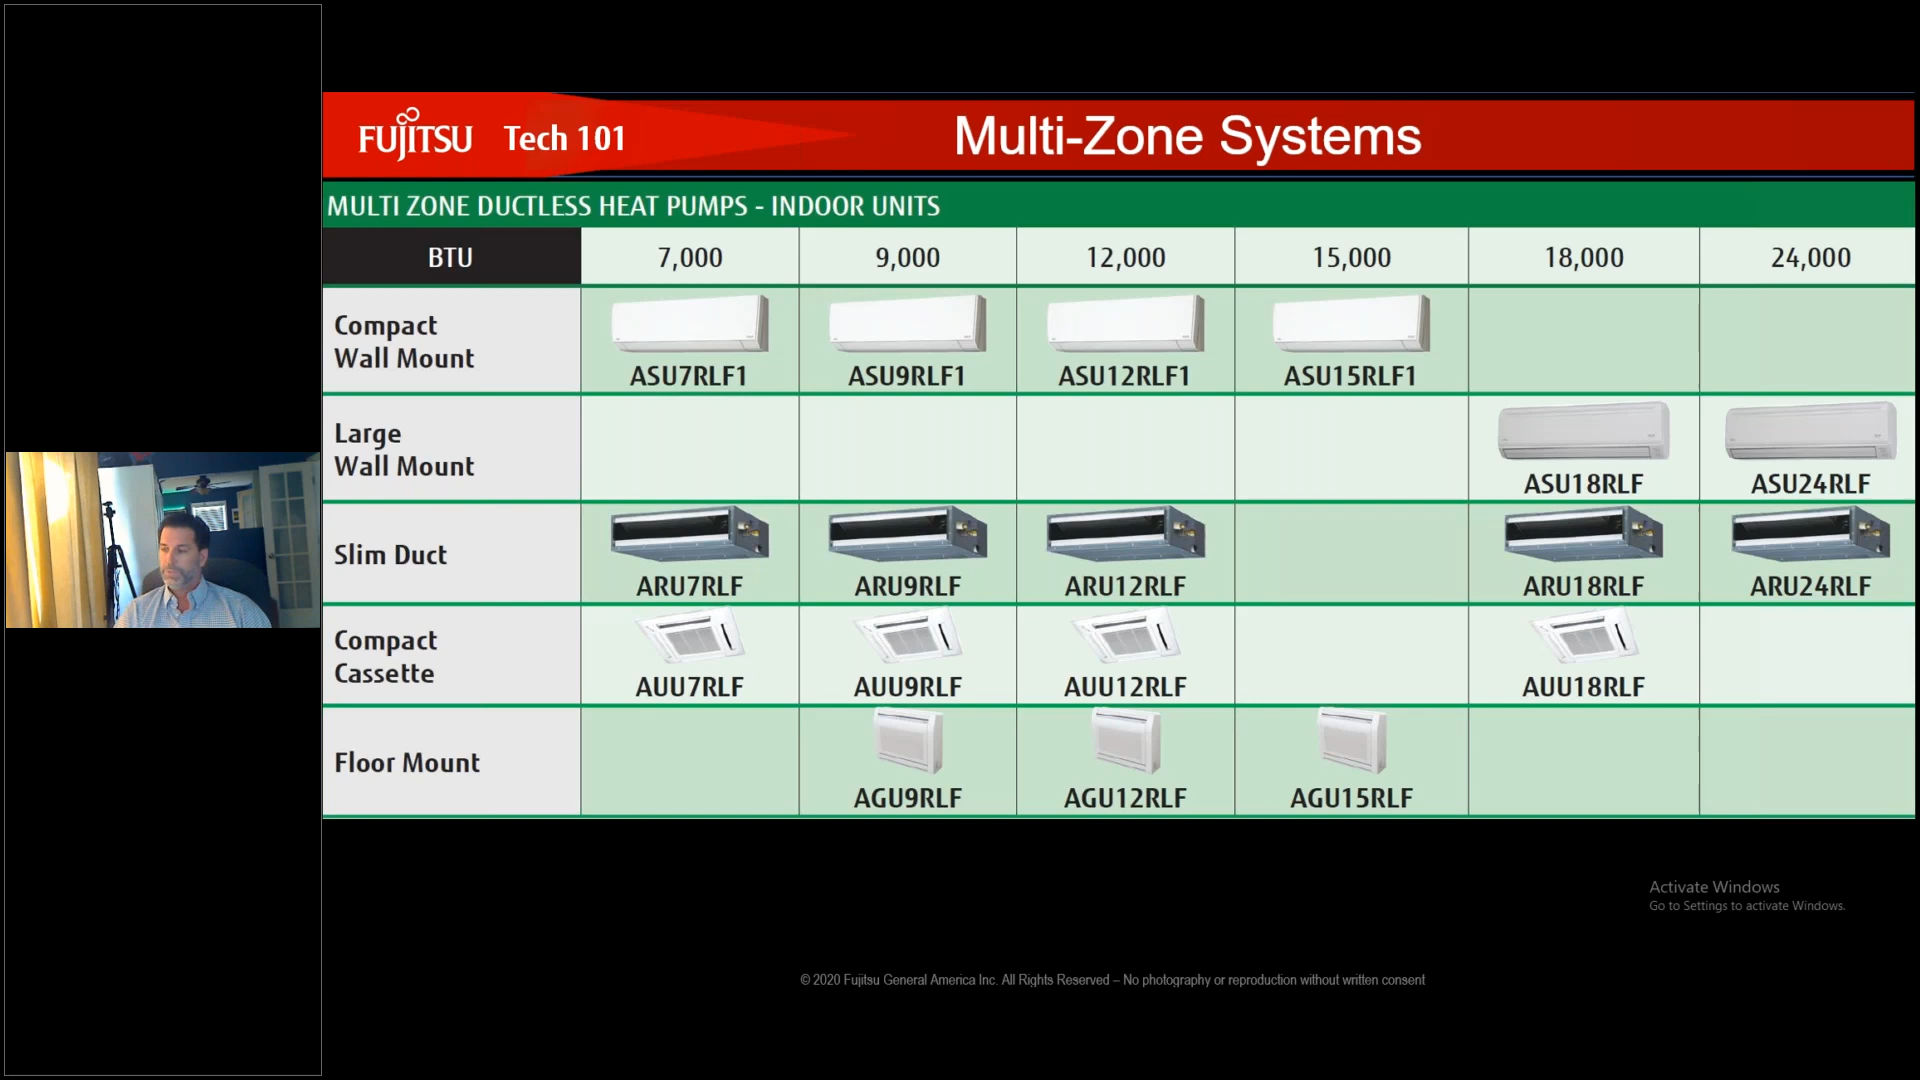 FUJITSU Tech 101
Multi-Zone Systems
MULTI ZONE DUCTLESS HEAT PUMPS - INDOOR UNITS
BTU 7,000 9,000 12,000 15,000 18,000 24,000
Compact
Wall Mount
ASU7RLF1 ASU9RLF1 ASU12RLF1 ASU15RLF1
Large
Wall Mount
ASU18RLF ASU24RLF
Slim Duct
ARU7RLF ARU9RLF ARU12RLF ARU18RLF ARU24RLF
Compact
Cassette
AUU7RLF AUU9RLF AUU12RLF AUU18RLF
Floor Mount
AGU9RLF AGU12RLF AGU15RLF
Activate Windows
Go to Settings to activate Windows.
© 2020 Fujitsu General America Inc. All Rights Reserved – No photography or reproduction without written consent